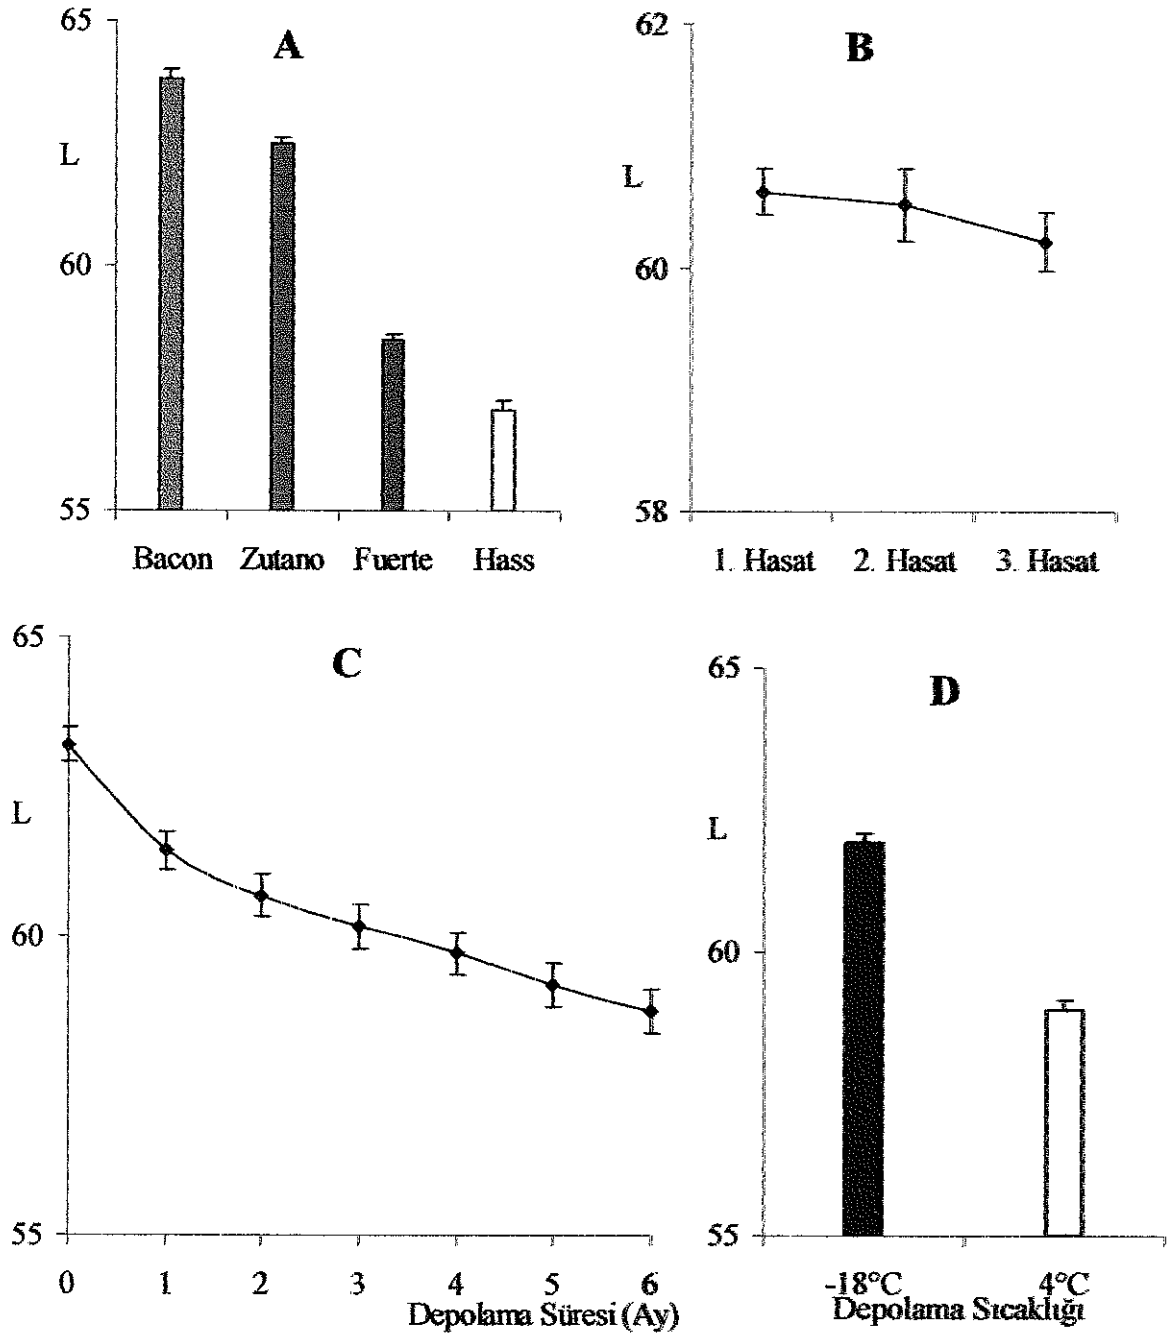 65
A
L
60
55
Bacon Zutano Fuerte Hass
62
B
L
60
58
1. Hasat 2. Hasat 3. Hasat
65
C
L
60
55
0 1 2 3 4 5 6
Depolama Süresi (Ay)
65
D
L
60
55
-18°C 4°C
Depolama Sıcaklığı